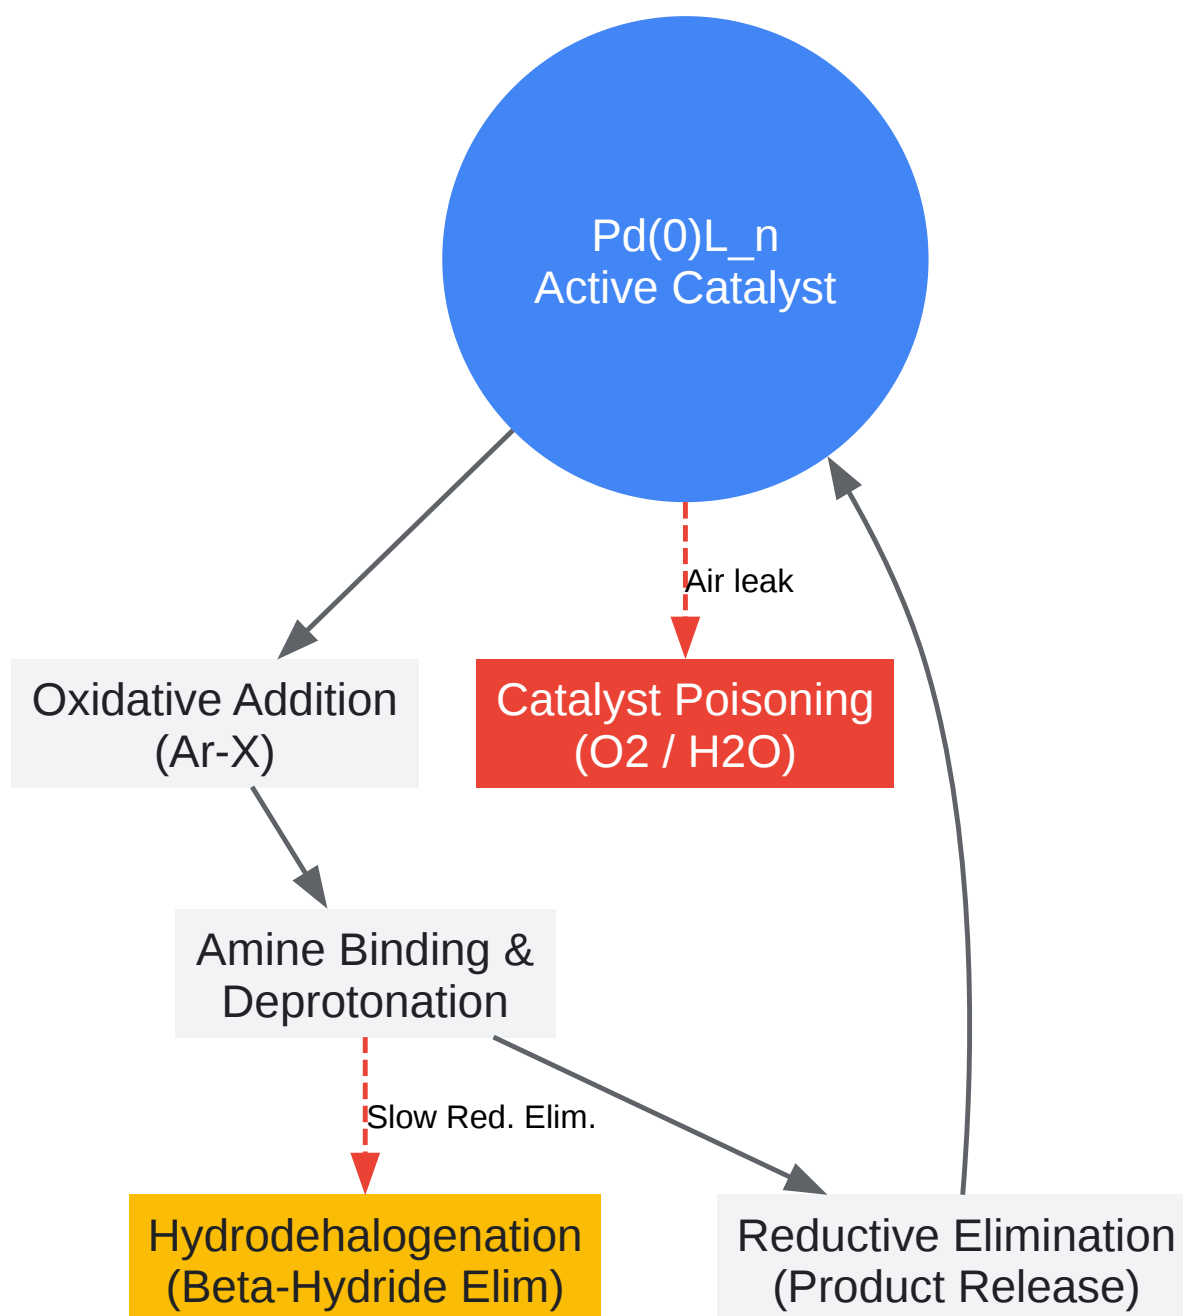 Pd(0)L_n
Active Catalyst
Air leak
Oxidative Addition
(Ar-X)
Catalyst Poisoning
(O2 / H2O)
Amine Binding &
Deprotonation
Slow Red. Elim.
Hydrodehalogenation
(Beta-Hydride Elim)
Reductive Elimination
(Product Release)